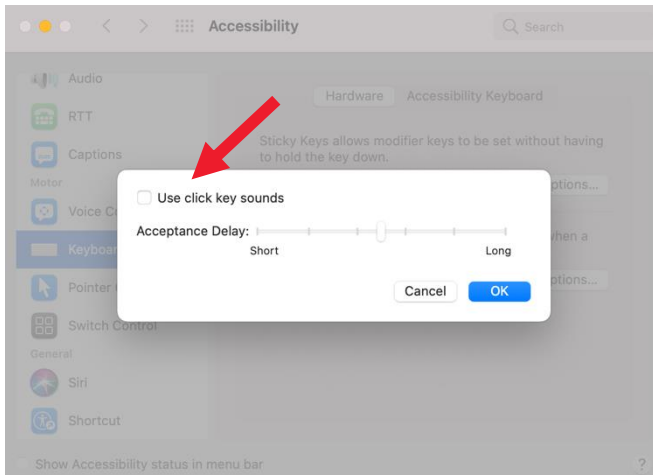 Accessibility
Search
Audio
RTT
Captions
Motor
Voice
Keyboar
Pointer
Switch Control
General
Siri
Shortcut
Hardware
Accessibility Keyboard
Sticky Keys allows modifier keys to be set without having
to hold the key down.
ptions...
when a
ptions...
Use click key sounds
Acceptance Delay:
Short
Long
Cancel
OK
Show Accessibility status in menu bar
?